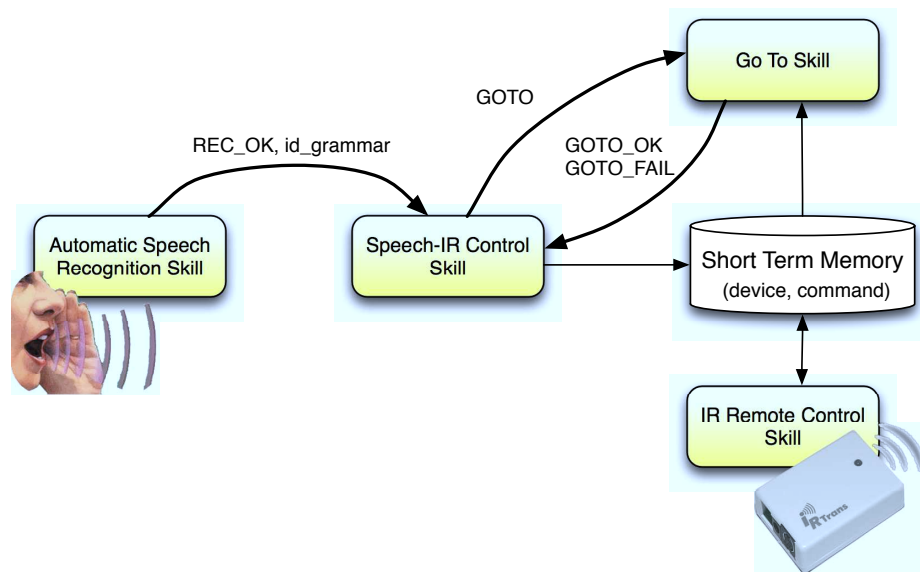 Go To Skill
GOTO
REC_OK, id_grammar
GOTO_OK
GOTO_FAIL
Automatic Speech
Recognition Skill
Speech-IR Control
Skill
Short Term Memory
(device, command)
IR Remote Control
Skill
IRTrans